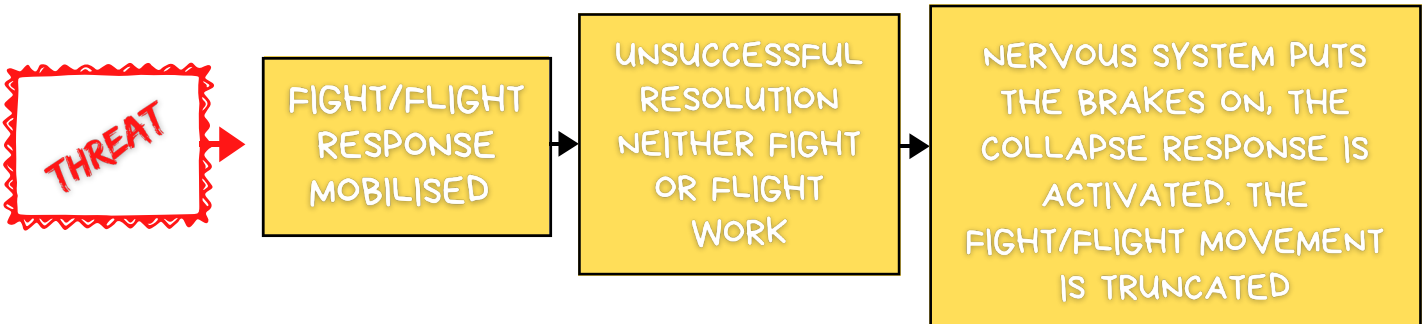 THREAT
FIGHT/FLIGHT
RESPONSE
MOBILISED
UNSUCCESSFUL
RESOLUTION
NEITHER FIGHT
OR FLIGHT
WORK
NERVOUS SYSTEM PUTS
THE BRAKES ON, THE
COLLAPSE RESPONSE IS
ACTIVATED. THE
FIGHT/FLIGHT MOVEMENT
IS TRUNCATED